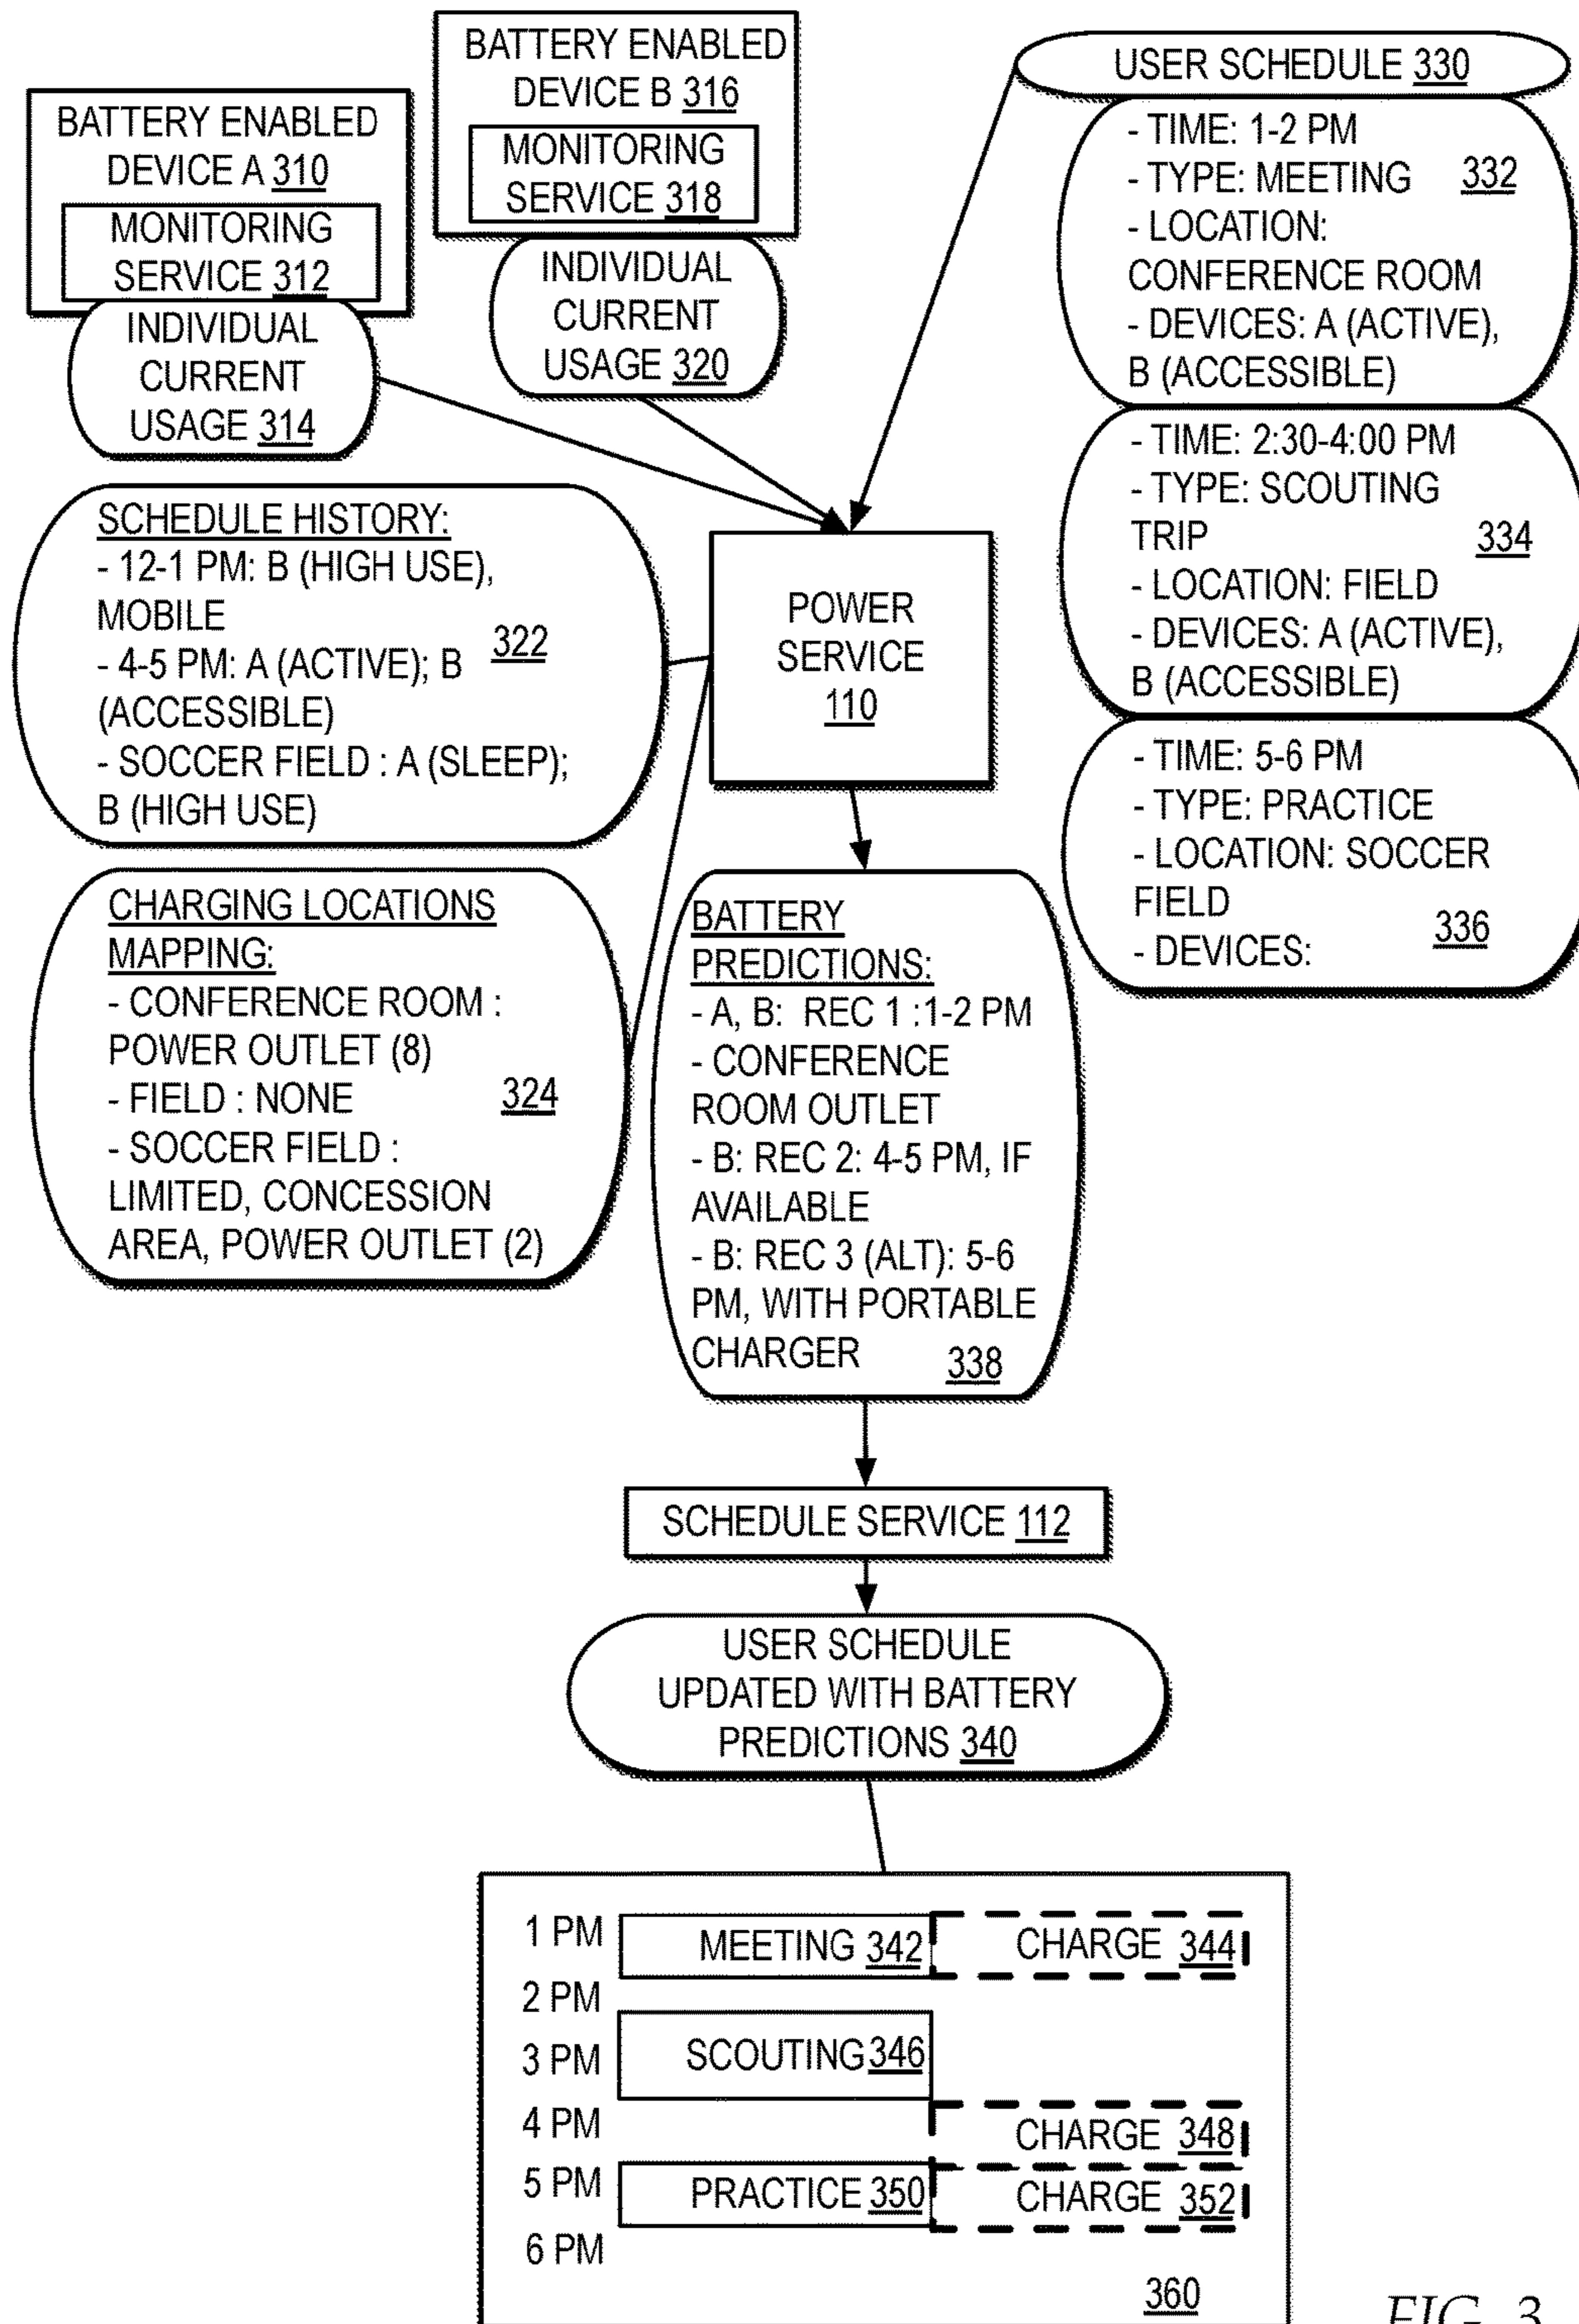 BATTERY ENABLED
DEVICE A 310
MONITORING
SERVICE 312
INDIVIDUAL
CURRENT
USAGE 314
BATTERY ENABLED
DEVICE B 316
MONITORING
SERVICE 318
INDIVIDUAL
CURRENT
USAGE 320
USER SCHEDULE 330
- TIME: 1-2 PM
- TYPE: MEETING 332
- LOCATION:
CONFERENCE ROOM
- DEVICES: A (ACTIVE),
B (ACCESSIBLE)
- TIME: 2:30-4:00 PM
- TYPE: SCOUTING
TRIP 334
- LOCATION: FIELD
- DEVICES: A (ACTIVE),
B (ACCESSIBLE)
- TIME: 5-6 PM
- TYPE: PRACTICE
- LOCATION: SOCCER
FIELD
- DEVICES: 336
SCHEDULE HISTORY:
- 12-1 PM: B (HIGH USE),
MOBILE 322
- 4-5 PM: A (ACTIVE); B
(ACCESSIBLE)
- SOCCER FIELD : A (SLEEP);
B (HIGH USE)
POWER
SERVICE
110
CHARGING LOCATIONS
MAPPING:
- CONFERENCE ROOM :
POWER OUTLET (8)
- FIELD : NONE 324
- SOCCER FIELD :
LIMITED, CONCESSION
AREA, POWER OUTLET (2)
BATTERY
PREDICTIONS:
- A, B: REC 1 :1-2 PM
- CONFERENCE
ROOM OUTLET
- B: REC 2: 4-5 PM, IF
AVAILABLE
- B: REC 3 (ALT): 5-6
PM, WITH PORTABLE
CHARGER 338
SCHEDULE SERVICE 112
USER SCHEDULE
UPDATED WITH BATTERY
PREDICTIONS 340
1 PM MEETING 342 CHARGE 344
2 PM
3 PM SCOUTING 346
4 PM CHARGE 348
5 PM PRACTICE 350 CHARGE 352
6 PM
360
FIG. 3